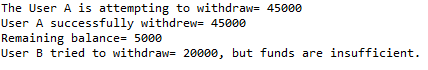 The User A is attempting to withdraw= 45000
User A successfully withdrew= 45000
Remaining balance= 5000
User B tried to withdraw= 20000, but funds are insufficient.